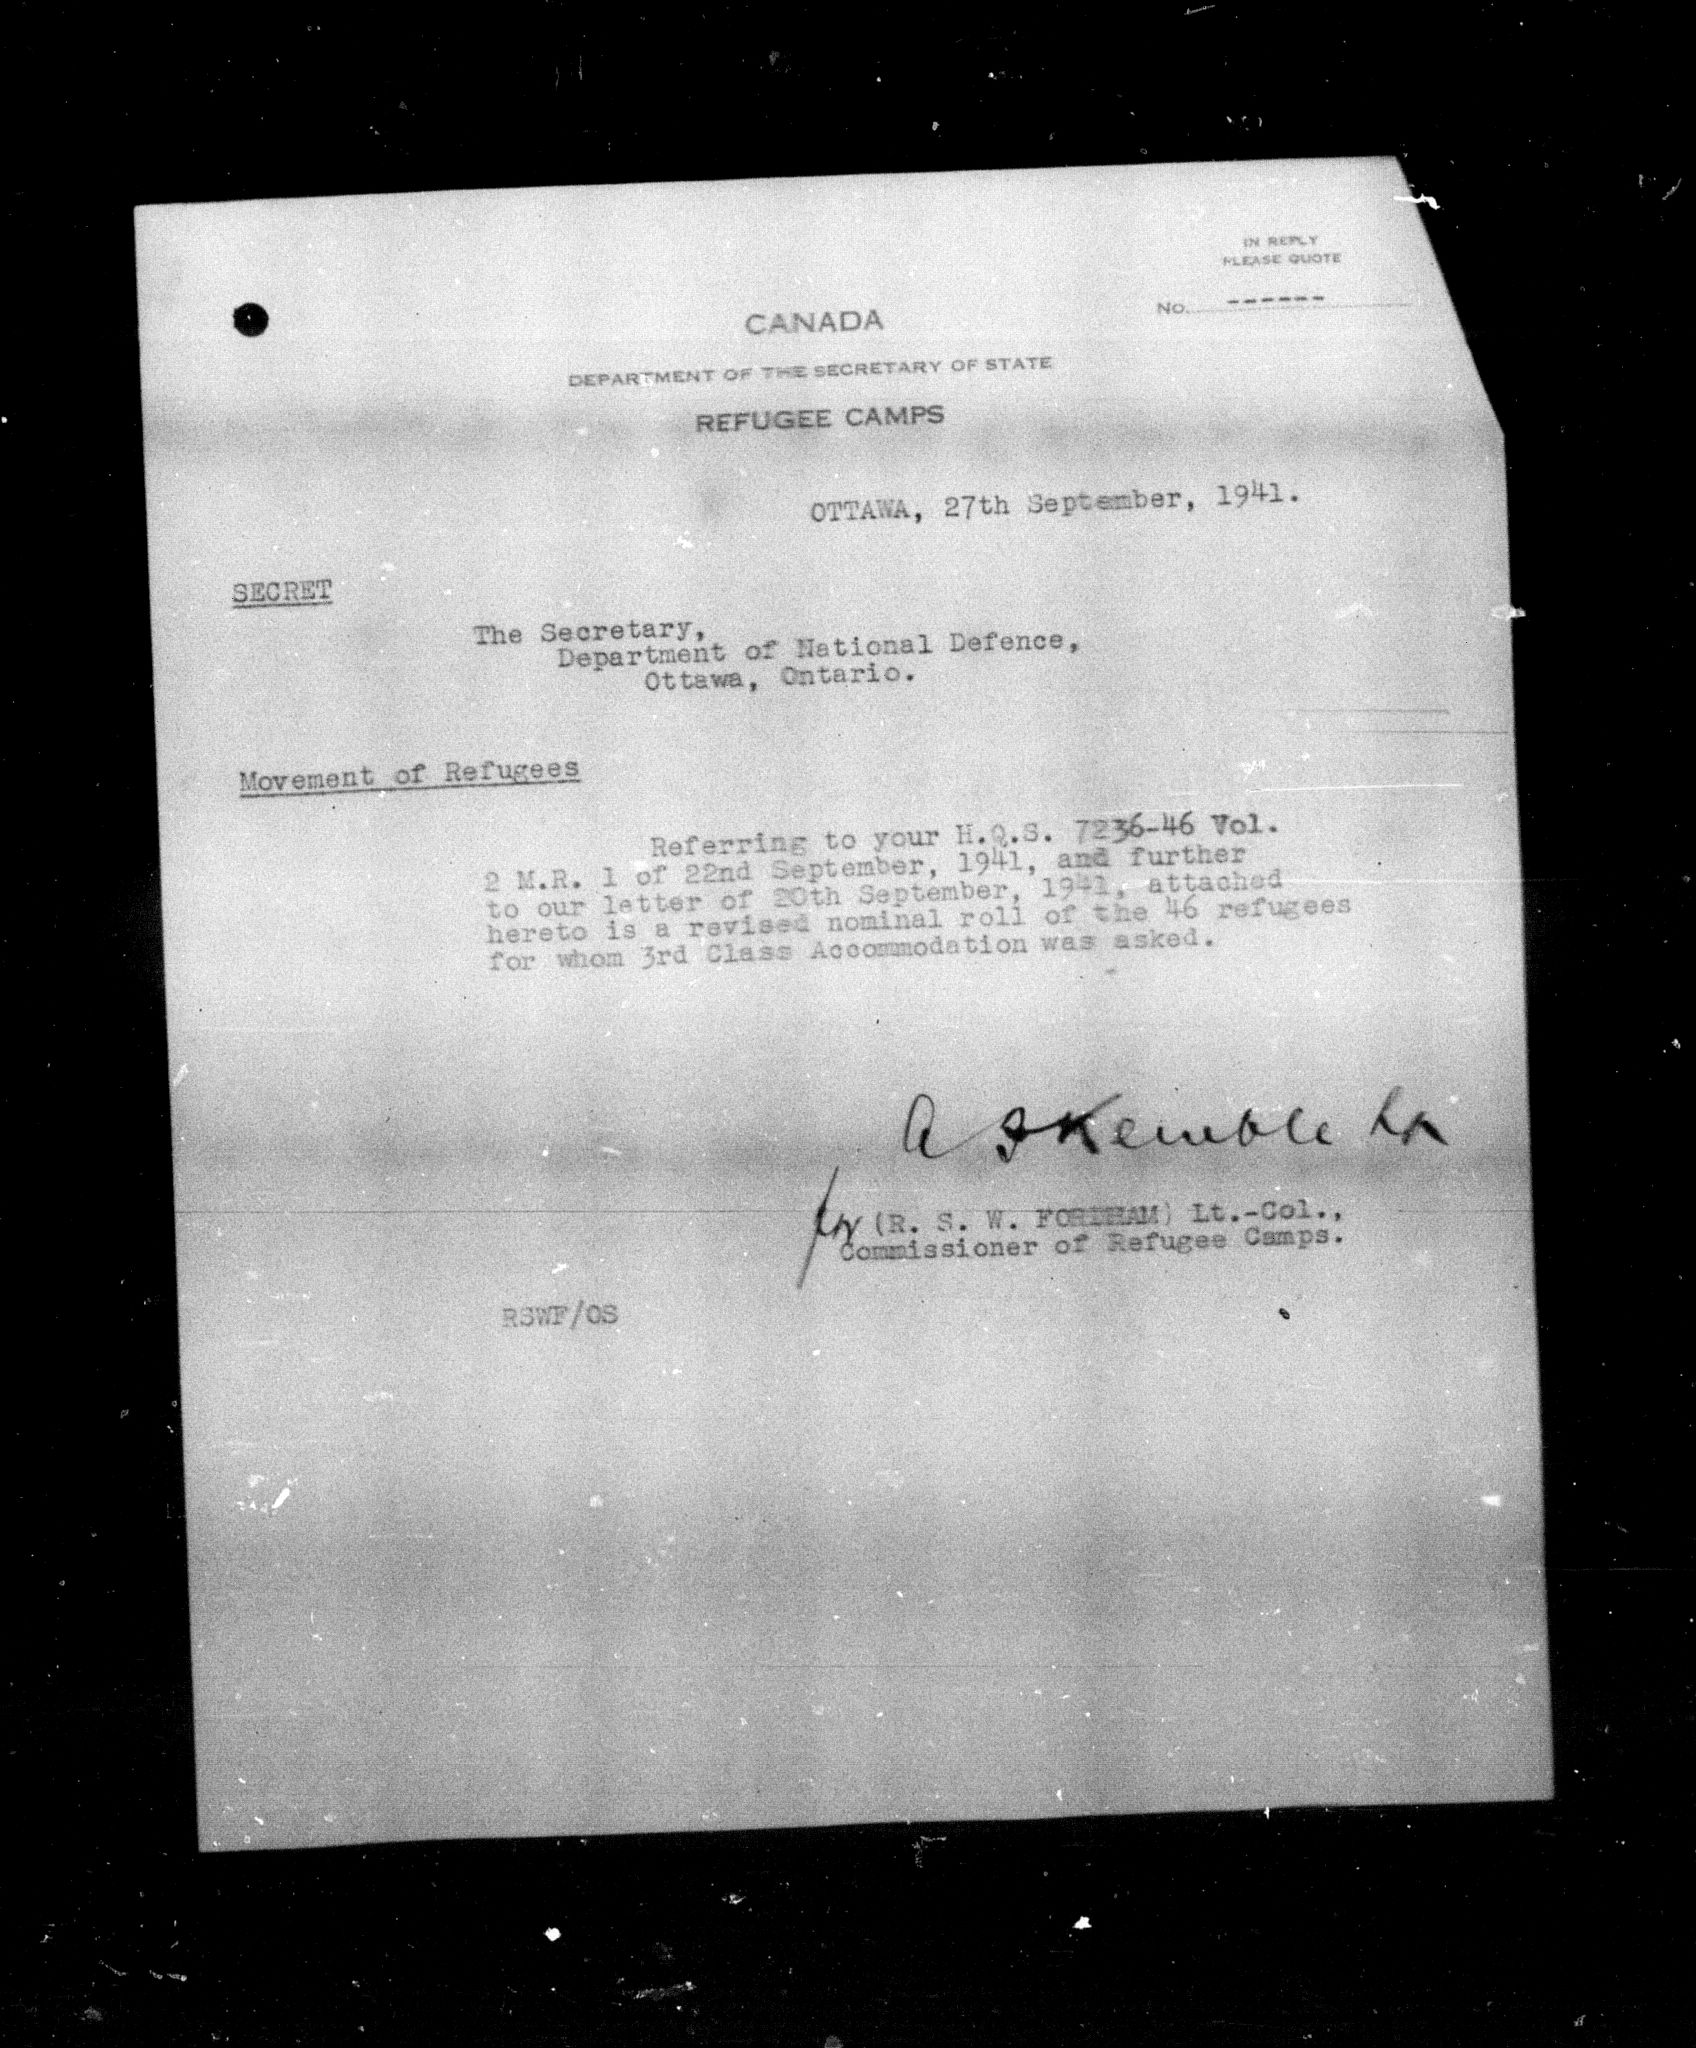 IN REPLY
PLEASE QUOTE
No. ------
CANADA
DEPARTMENT OF THE SECRETARY OF STATE
REFUGEE CAMPS
OTTAWA, 27th September, 1941.
SECRET
The Secretary,
Department of National Defence,
Ottawa, Ontario.
Movement of Refugees
Referring to your H.Q.S. 7236-46 Vol.
2 M.R. 1 of 22nd September, 1941, and further
to our letter of 20th September, 1941, attached
hereto is a revised nominal roll of the 46 refugees
for whom 3rd Class Accommodation was asked.
Kemble
for (R. S. W. FORDHAM) Lt.-Col.,
Commissioner of Refugee Camps.
RSWF/OS